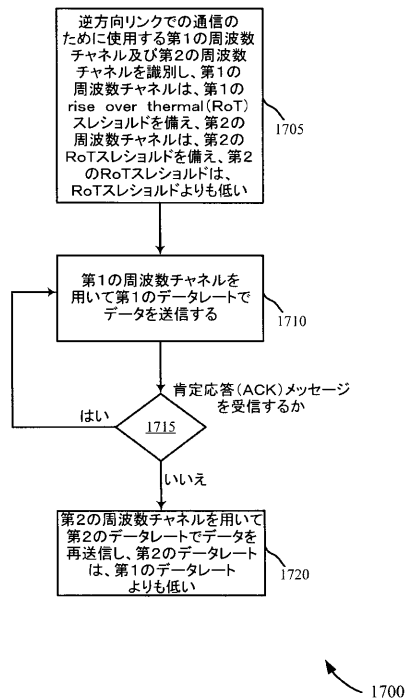 逆方向リンクでの通信の
ために使用する第1の周波数
チャネル及び第2の周波数
チャネルを識別し、第1の
周波数チャネルは、第1の
rise over thermal(RoT)
スレショルドを備え、第2の
周波数チャネルは、第2の
RoTスレショルドを備え、第2
のRoTスレショルドは、
RoTスレショルドよりも低い
1705
第1の周波数チャネルを
用いて第1のデータレートで
データを送信する
1710
肯定応答(ACK)メッセージ
を受信するか
はい
1715
いいえ
第2の周波数チャネルを用いて
第2のデータレートでデータを
再送信し、第2のデータレート
は、第1のデータレート
よりも低い
1720
1700